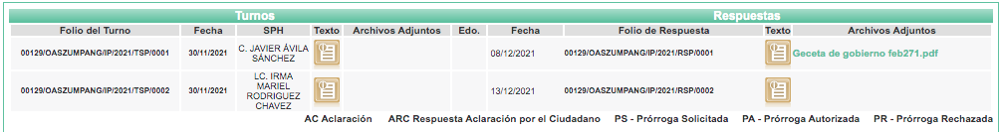 Turnos Respuestas
Folio del Turno Fecha SPH Texto Archivos Adjuntos Edo. Fecha Folio de Respuesta Texto Archivos Adjuntos
00129/OASZUMPANG/IP/2021/TSP/0001 30/11/2021 C. JAVIER ÁVILA SÁNCHEZ 08/12/2021 00129/OASZUMPANG/IP/2021/RSP/0001 Geceta de gobierno feb271.pdf
00129/OASZUMPANG/IP/2021/TSP/0002 30/11/2021 LC. IRMA MARIEL RODRIGUEZ CHAVEZ 13/12/2021 00129/OASZUMPANG/IP/2021/RSP/0002
AC Aclaración ARC Respuesta Aclaración por el Ciudadano PS - Prórroga Solicitada PA - Prórroga Autorizada PR - Prórroga Rechazada